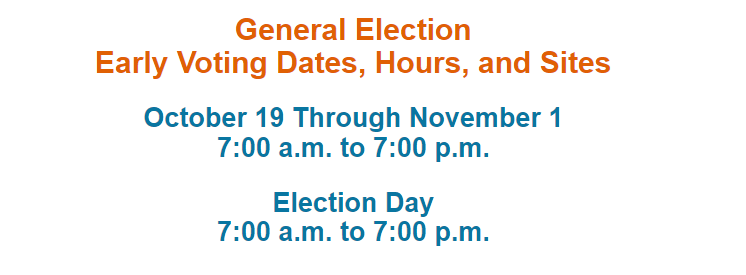 General Election
Early Voting Dates, Hours, and Sites
October 19 Through November 1
7:00 a.m. to 7:00 p.m.
Election Day
7:00 a.m. to 7:00 p.m.